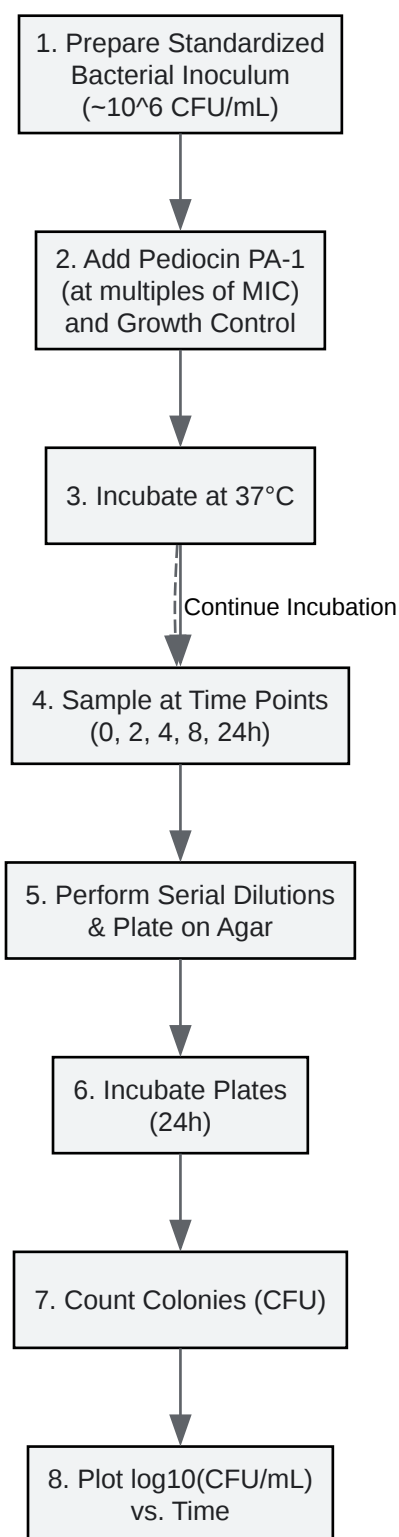 1. Prepare Standardized
Bacterial Inoculum
(~10^6 CFU/mL)
2. Add Pediocin PA-1
(at multiples of MIC)
and Growth Control
3. Incubate at 37°C
Continue Incubation
4. Sample at Time Points
(0, 2, 4, 8, 24h)
5. Perform Serial Dilutions
& Plate on Agar
6. Incubate Plates
(24h)
7. Count Colonies (CFU)
8. Plot log10(CFU/mL)
vs. Time